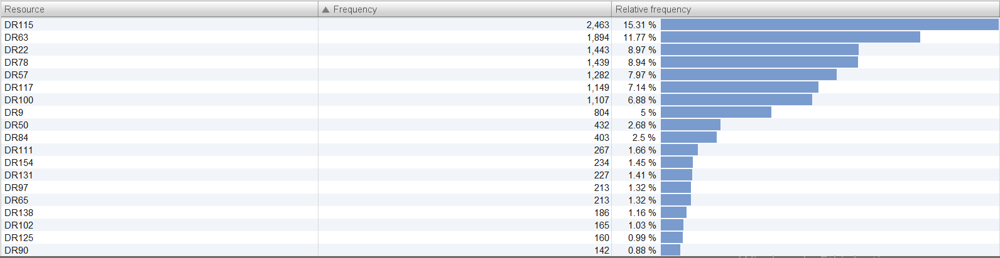 Resource Frequency Relative frequency
DR115 2,463 15.31 %
DR63 1,894 11.77 %
DR22 1,443 8.97 %
DR78 1,439 8.94 %
DR57 1,282 7.97 %
DR117 1,149 7.14 %
DR100 1,107 6.88 %
DR9 804 5 %
DR50 432 2.68 %
DR84 403 2.5 %
DR111 267 1.66 %
DR154 234 1.45 %
DR131 227 1.41 %
DR97 213 1.32 %
DR65 213 1.32 %
DR138 186 1.16 %
DR102 165 1.03 %
DR125 160 0.99 %
DR90 142 0.88 %